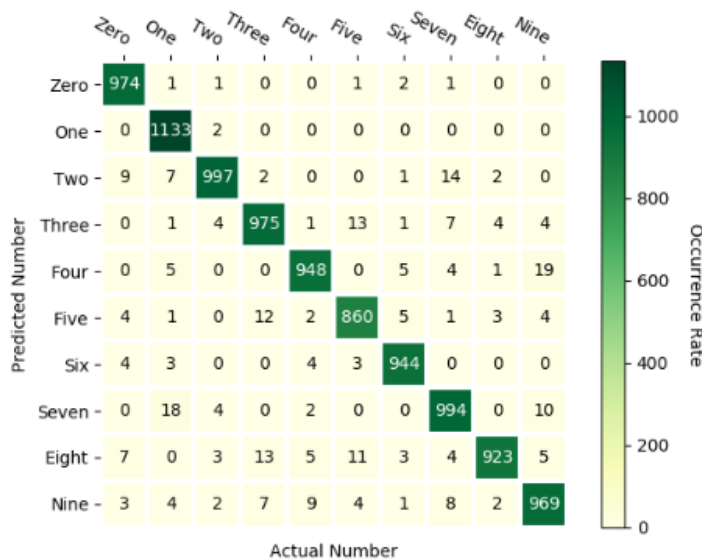 Zero One Two Three Four Five Six Seven Eight Nine
Zero 974 1 1 0 0 1 2 1 0 0
One 0 1133 2 0 0 0 0 0 0 0
Two 9 7 997 2 0 0 1 14 2 0
Three 0 1 4 975 1 13 1 7 4 4
Four 0 5 0 0 948 0 5 4 1 19
Five 4 1 0 12 2 860 5 1 3 4
Six 4 3 0 0 4 3 944 0 0 0
Seven 0 18 4 0 2 0 0 994 0 10
Eight 7 0 3 13 5 11 3 4 923 5
Nine 3 4 2 7 9 4 1 8 2 969
Predicted Number
Actual Number
1000
800
600
400
200
0
Occurrence Rate